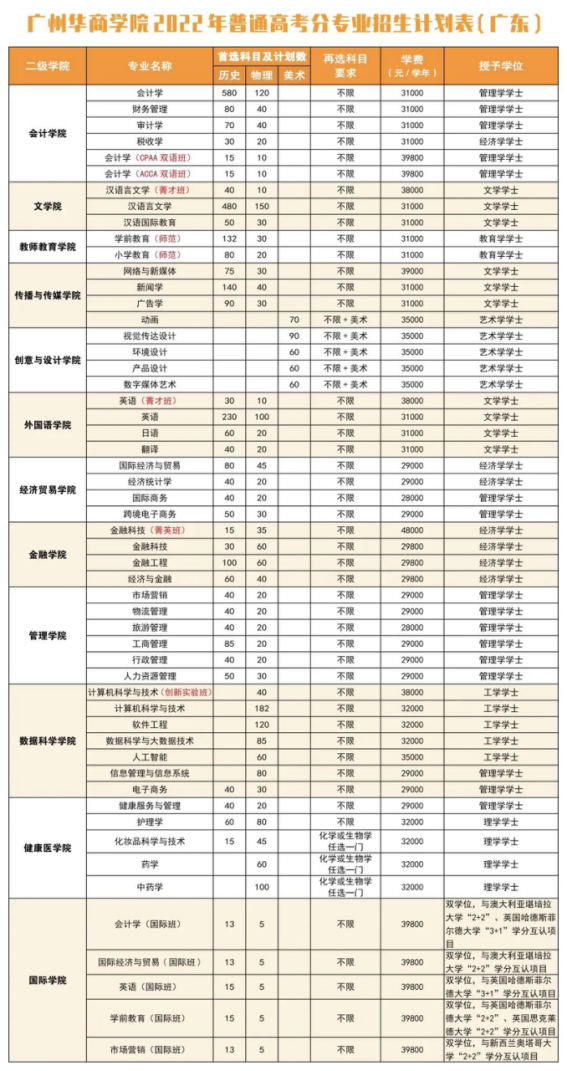 广州华商学院2022年普通高考分专业招生计划表(广东)
二级学院 专业名称 首选科目及计划数 再选科目要求 学费(元/学年) 授予学位
历史 物理 美术
会计学院
会计学 580 120 不限 31000 管理学学士
财务管理 80 40 不限 31000 管理学学士
审计学 70 40 不限 31000 管理学学士
税收学 30 20 不限 31000 经济学学士
会计学(CPAA 双语班) 15 10 不限 39800 管理学学士
会计学(ACCA 双语班) 15 10 不限 39800 管理学学士
文学院
汉语言文学(菁才班) 40 10 不限 38000 文学学士
汉语言文学 480 150 不限 31000 文学学士
汉语国际教育 50 30 不限 31000 文学学士
教师教育学院
学前教育(师范) 132 30 不限 31000 教育学学士
小学教育(师范) 80 20 不限 31000 教育学学士
传播与传媒学院
网络与新媒体 75 30 不限 39000 文学学士
新闻学 140 40 不限 31000 文学学士
广告学 90 30 不限 31000 文学学士
动画 70 不限+美术 35000 艺术学学士
创意与设计学院
视觉传达设计 90 不限+美术 35000 艺术学学士
环境设计 60 不限+美术 35000 艺术学学士
产品设计 60 不限+美术 35000 艺术学学士
数字媒体艺术 60 不限+美术 35000 艺术学学士
外国语学院
英语(菁才班) 30 10 不限 38000 文学学士
英语 230 100 不限 31000 文学学士
日语 60 20 不限 31000 文学学士
翻译 40 20 不限 31000 文学学士
经济贸易学院
国际经济与贸易 80 45 不限 29000 经济学学士
经济统计学 40 20 不限 29000 经济学学士
国际商务 40 20 不限 28000 管理学学士
跨境电子商务 50 30 不限 29000 管理学学士
金融学院
金融科技(菁英班) 15 35 不限 48000 经济学学士
金融科技 30 60 不限 29800 经济学学士
金融工程 100 60 不限 29800 经济学学士
经济与金融 60 40 不限 29800 经济学学士
管理学院
市场营销 40 20 不限 29000 管理学学士
物流管理 40 20 不限 29000 管理学学士
旅游管理 40 20 不限 28000 管理学学士
工商管理 85 20 不限 29000 管理学学士
行政管理 40 20 不限 29000 管理学学士
人力资源管理 50 30 不限 29000 管理学学士
数据科学学院
计算机科学与技术(创新实验班) 40 不限 38000 工学学士
计算机科学与技术 182 不限 32000 工学学士
软件工程 120 不限 32000 工学学士
数据科学与大数据技术 85 不限 32000 工学学士
人工智能 60 不限 35000 工学学士
信息管理与信息系统 80 不限 29000 管理学学士
电子商务 40 30 不限 29000 管理学学士
健康医学院
健康服务与管理 40 20 不限 29000 管理学学士
护理学 60 80 不限 32000 理学学士
化妆品科学与技术 15 45 化学或生物学任选一门 32000 理学学士
药学 60 化学或生物学任选一门 32000 理学学士
中药学 100 化学或生物学任选一门 32000 理学学士
国际学院
会计学(国际班) 13 5 不限 39800 双学位,与澳大利亚堪培拉大学“2+2”、英国哈德斯菲尔德大学“3+1”学分互认项目
国际经济与贸易(国际班) 13 5 不限 39800 双学位,与澳大利亚堪培拉大学“2+2”学分互认项目
英语(国际班) 15 5 不限 39800 双学位,与英国哈德斯菲尔德大学“3+1”学分互认项目
学前教育(国际班) 15 5 不限 39800 双学位,与英国哈德斯菲尔德大学“2+2”、英国思克莱德大学“2+2”学分互认项目
市场营销(国际班) 13 5 不限 39800 双学位,与新西兰奥塔哥大学“2+2”学分互认项目